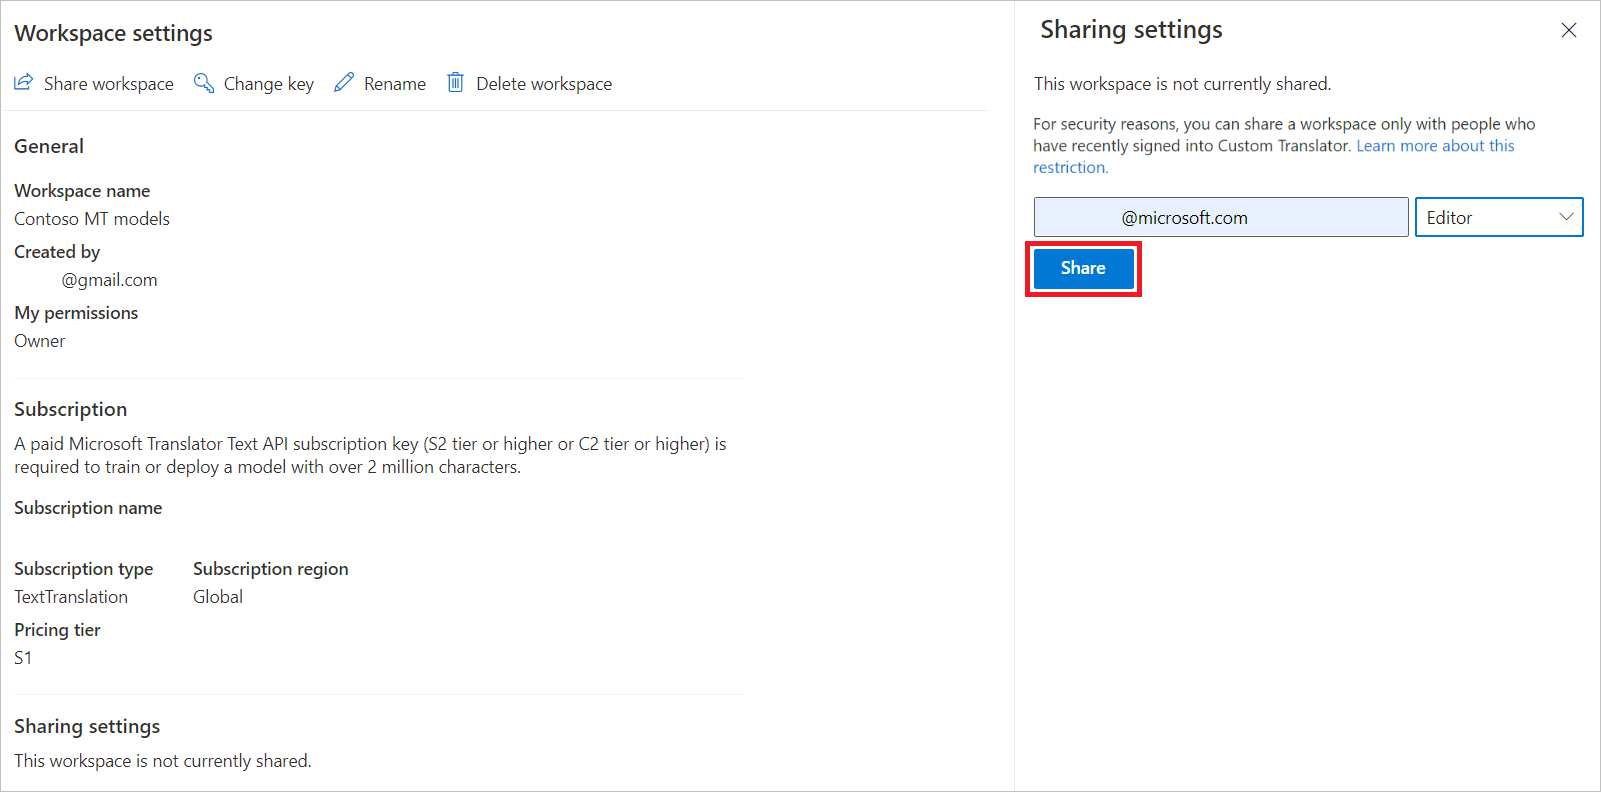 Workspace settings
Share workspace Change key Rename Delete workspace
General
Workspace name
Contoso MT models
Created by
@gmail.com
My permissions
Owner
Subscription
A paid Microsoft Translator Text API subscription key (S2 tier or higher or C2 tier or higher) is
required to train or deploy a model with over 2 million characters.
Subscription name
Subscription type Subscription region
TextTranslation Global
Pricing tier
S1
Sharing settings
This workspace is not currently shared.
Sharing settings
This workspace is not currently shared.
For security reasons, you can share a workspace only with people who
have recently signed into Custom Translator. Learn more about this
restriction.
@microsoft.com Editor
Share